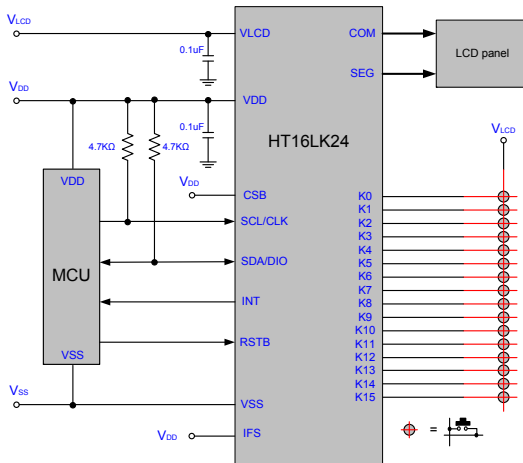 VLCD
VLCD
COM
LCD panel
0.1uF
SEG
VDD
VDD
VLCD
0.1uF
HT16LK24
4.7KΩ
4.7KΩ
VDD
VDD
CSB
K0
K1
SCL/CLK
K2
K3
K4
MCU
SDA/DIO
K5
K6
K7
INT
K8
K9
K10
RSTB
K11
VSS
K12
K13
K14
VSS
VSS
K15
VDD
IFS
=